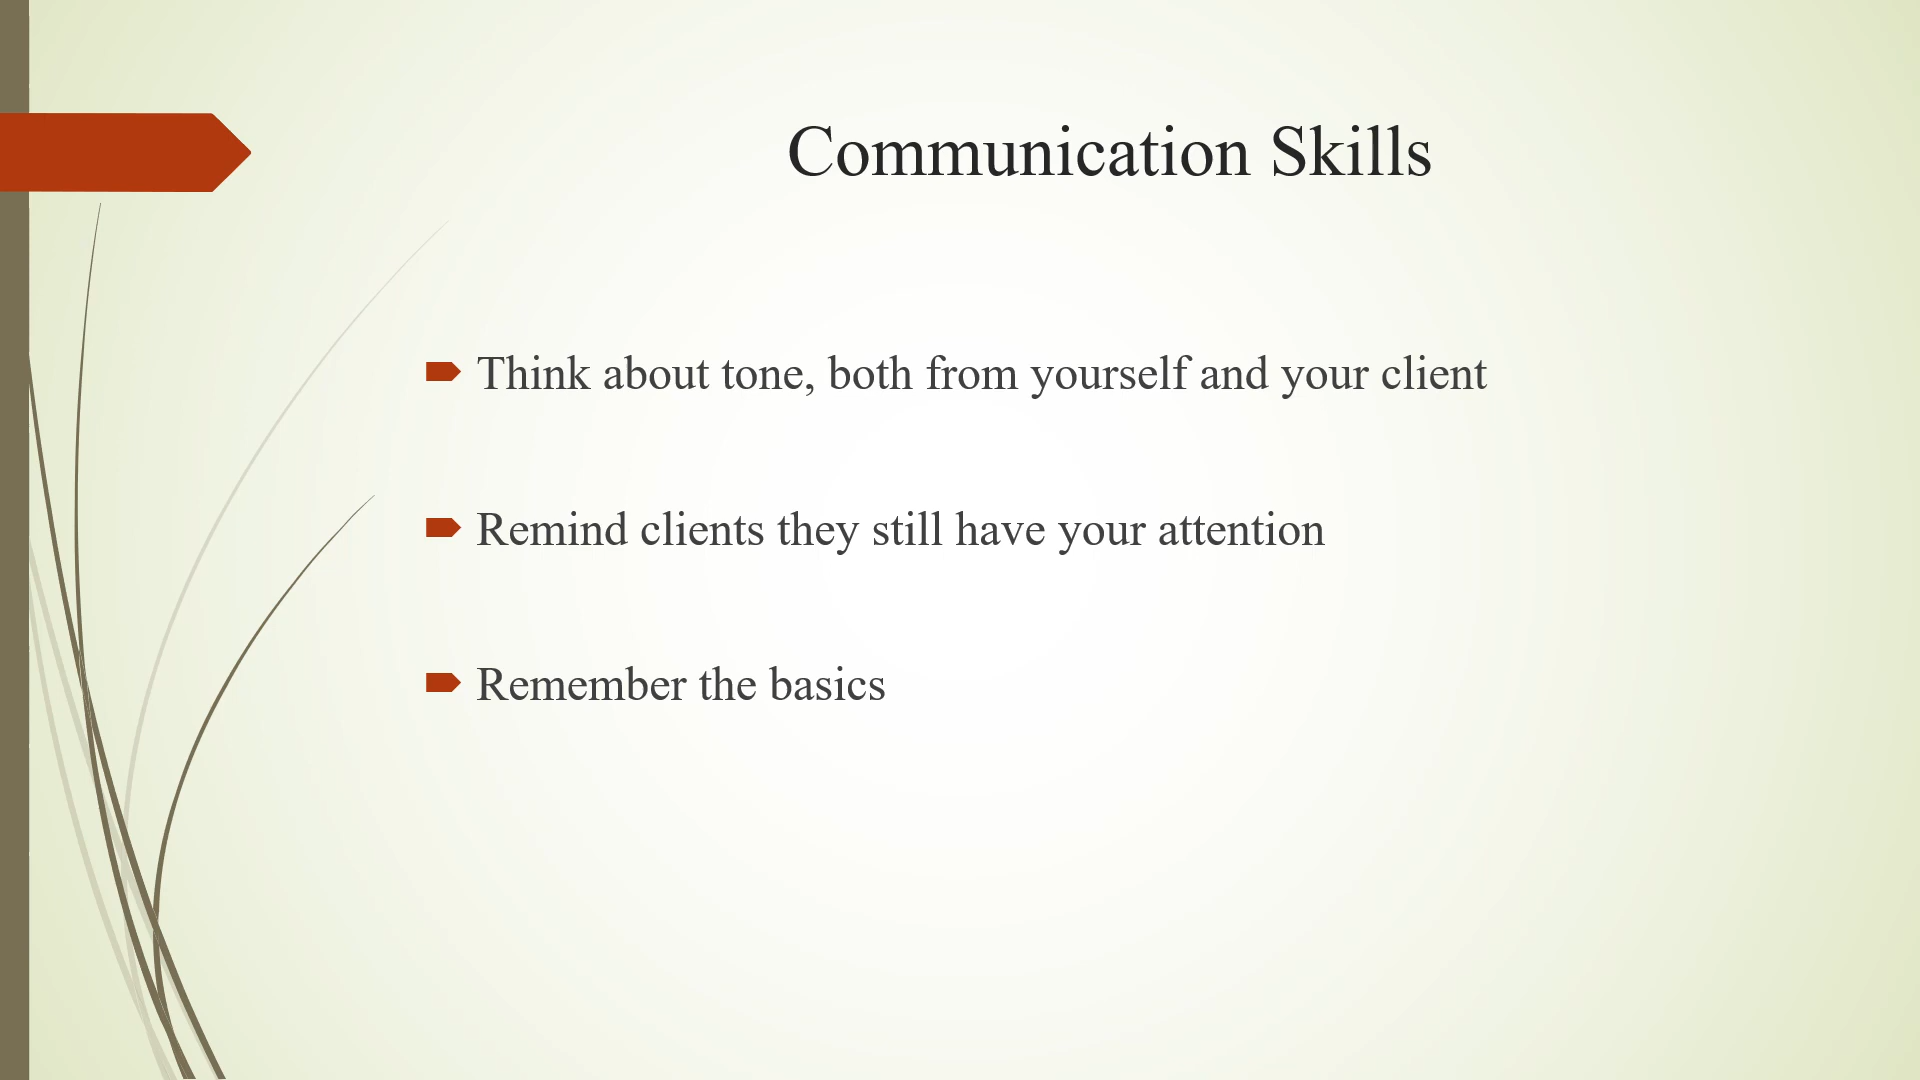 Communication Skills
Think about tone, both from yourself and your client
Remind clients they still have your attention
Remember the basics